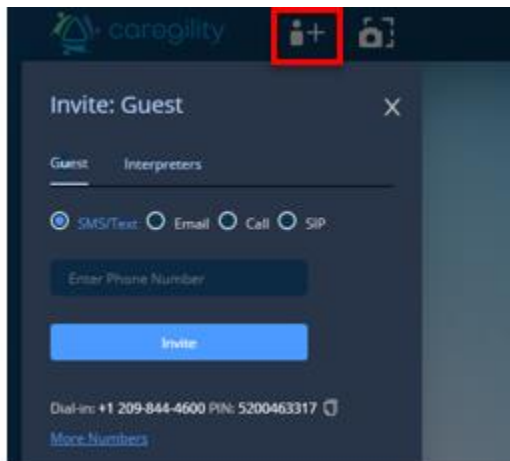 caregility
Invite: Guest
Guest Interpreters
SMS/Text Email Call SIP
Enter Phone Number
Invite
Dial-in: +1 209-844-4600 PIN: 5200463317
More Numbers